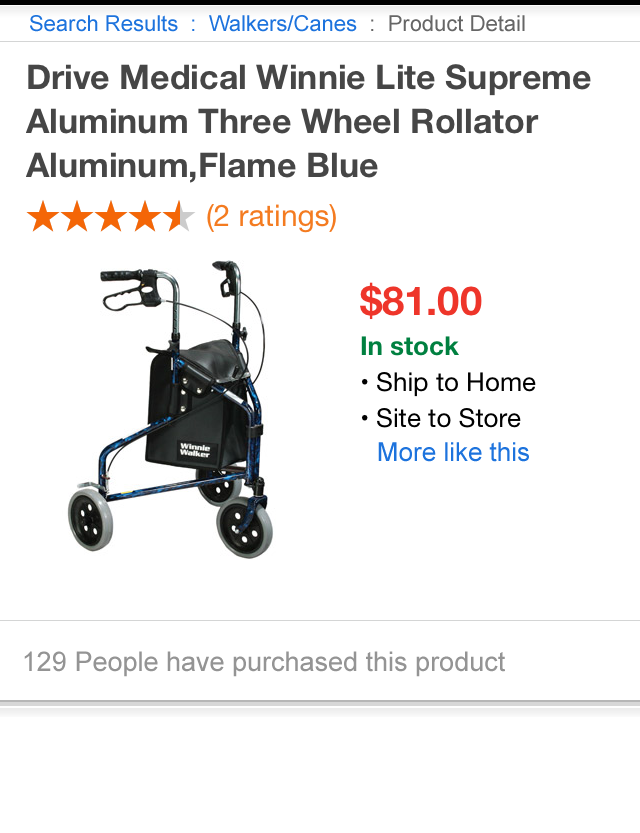 Search Results : Walkers/Canes : Product Detail
Drive Medical Winnie Lite Supreme
Aluminum Three Wheel Rollator
Aluminum,Flame Blue
(2 ratings)
$81.00
In stock
• Ship to Home
• Site to Store
More like this
Winnie
Walker
129 People have purchased this product